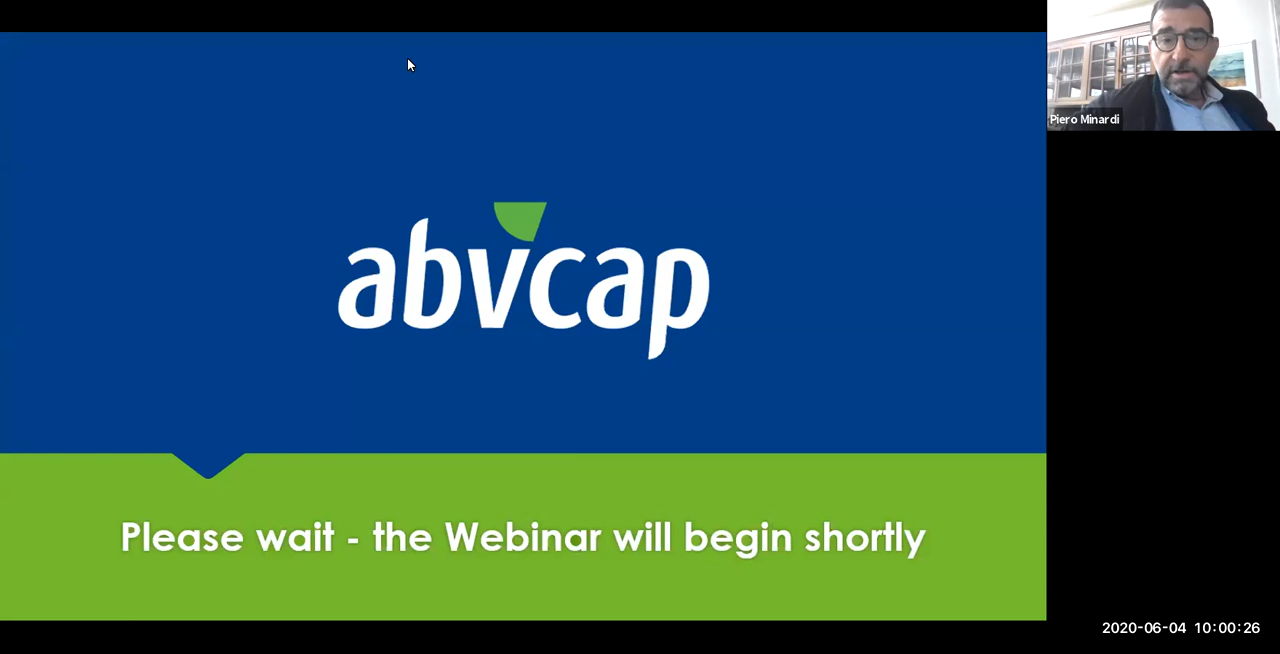 Piero Minardi
abvcap
Please wait - the Webinar will begin shortly
2020-06-04 10:00:26